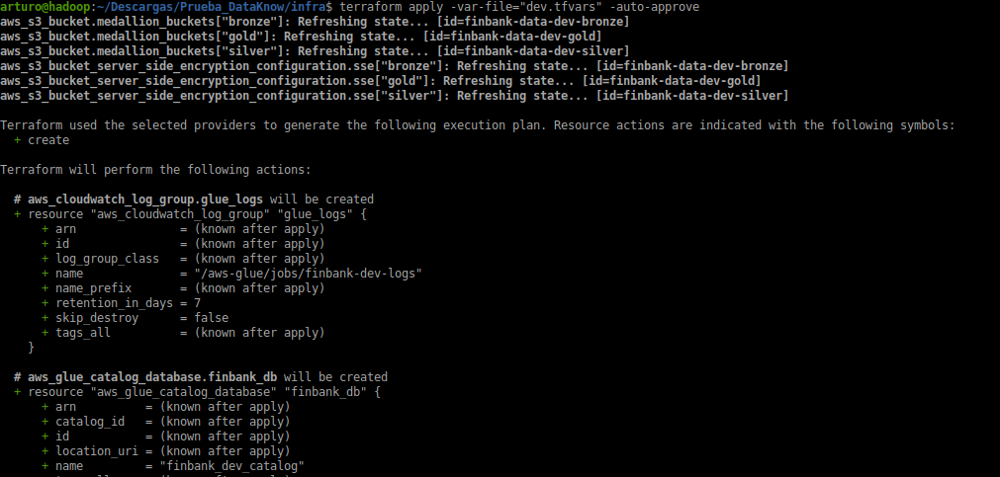 arturo@hadoop:~/Descargas/Prueba_DataKnow/infra$ terraform apply -var-file="dev.tfvars" -auto-approve
aws_s3_bucket.medallion_buckets["bronze"]: Refreshing state... [id=finbank-data-dev-bronze]
aws_s3_bucket.medallion_buckets["gold"]: Refreshing state... [id=finbank-data-dev-gold]
aws_s3_bucket.medallion_buckets["silver"]: Refreshing state... [id=finbank-data-dev-silver]
aws_s3_bucket_server_side_encryption_configuration.sse["bronze"]: Refreshing state... [id=finbank-data-dev-bronze]
aws_s3_bucket_server_side_encryption_configuration.sse["gold"]: Refreshing state... [id=finbank-data-dev-gold]
aws_s3_bucket_server_side_encryption_configuration.sse["silver"]: Refreshing state... [id=finbank-data-dev-silver]

Terraform used the selected providers to generate the following execution plan. Resource actions are indicated with the following symbols:
  + create

Terraform will perform the following actions:

  # aws_cloudwatch_log_group.glue_logs will be created
  + resource "aws_cloudwatch_log_group" "glue_logs" {
      + arn               = (known after apply)
      + id                = (known after apply)
      + log_group_class   = (known after apply)
      + name              = "/aws-glue/jobs/finbank-dev-logs"
      + name_prefix       = (known after apply)
      + retention_in_days = 7
      + skip_destroy      = false
      + tags_all          = (known after apply)
    }

  # aws_glue_catalog_database.finbank_db will be created
  + resource "aws_glue_catalog_database" "finbank_db" {
      + arn          = (known after apply)
      + catalog_id   = (known after apply)
      + id           = (known after apply)
      + location_uri = (known after apply)
      + name         = "finbank_dev_catalog"